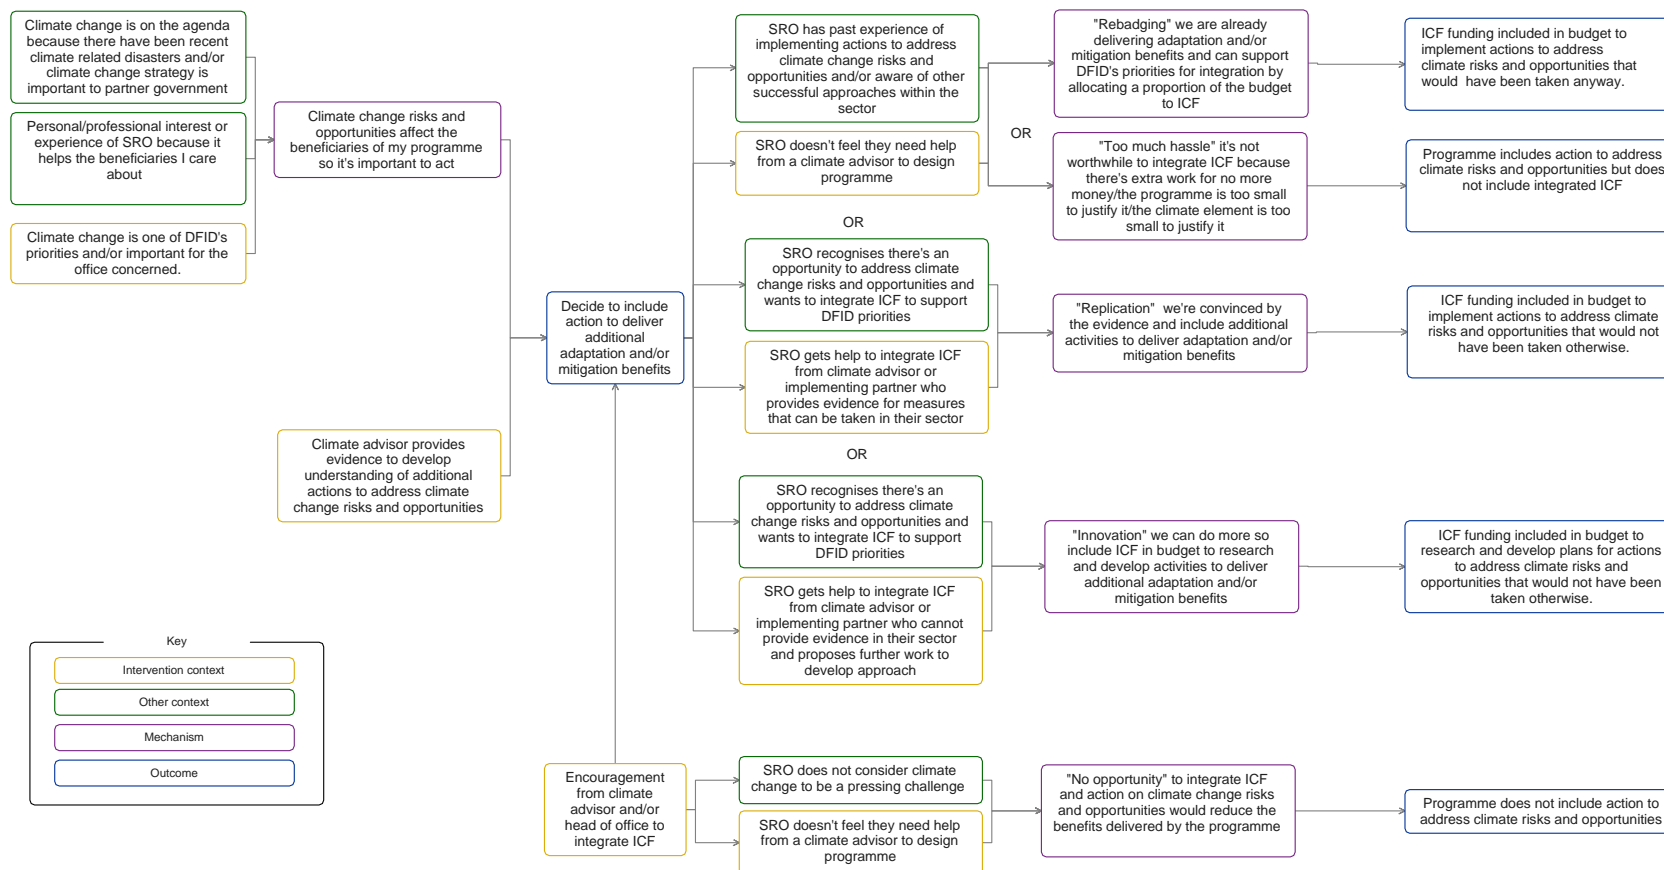 Climate change is on the agenda
because there have been recent
climate related disasters and/or
climate change strategy is
important to partner government
Personal/professional interest or
experience of SRO because it
helps the beneficiaries I care
about
Climate change is one of DFID's
priorities and/or important for the
office concerned.
Climate change risks and
opportunities affect the
beneficiaries of my programme
so it's important to act
Climate advisor provides
evidence to develop
understanding of additional
actions to address climate
change risks and opportunities
Decide to include
action to deliver
additional
adaptation and/or
mitigation benefits
Encouragement
from climate
advisor and/or
head of office to
integrate ICF
SRO has past experience of
implementing actions to address
climate change risks and
opportunities and/or aware of other
successful approaches within the
sector
SRO doesn't feel they need help
from a climate advisor to design
programme
OR
SRO recognises there's an
opportunity to address climate
change risks and opportunities and
wants to integrate ICF to support
DFID priorities
SRO gets help to integrate ICF
from climate advisor or
implementing partner who
provides evidence for measures
that can be taken in their sector
OR
SRO recognises there's an
opportunity to address climate
change risks and opportunities and
wants to integrate ICF to support
DFID priorities
SRO gets help to integrate ICF
from climate advisor or
implementing partner who cannot
provide evidence in their sector
and proposes further work to
develop approach
SRO does not consider climate
change to be a pressing challenge
SRO doesn't feel they need help
from a climate advisor to design
programme
"Rebadging" we are already
delivering adaptation and/or
mitigation benefits and can support
DFID's priorities for integration by
allocating a proportion of the budget
to ICF
OR
"Too much hassle" it's not
worthwhile to integrate ICF because
there's extra work for no more
money/the programme is too small
to justify it/the climate element is too
small to justify it
"Replication"  we're convinced by
the evidence and include additional
activities to deliver adaptation and/or
mitigation benefits
"Innovation" we can do more so
include ICF in budget to research
and develop activities to deliver
additional adaptation and/or
mitigation benefits
"No opportunity" to integrate ICF
and action on climate change risks
and opportunities would reduce the
benefits delivered by the programme
ICF funding included in budget to
implement actions to address
climate risks and opportunities that
would  have been taken anyway.
Programme includes action to address
climate risks and opportunities but does
not include integrated ICF
ICF funding included in budget to
implement actions to address climate
risks and opportunities that would not
have been taken otherwise.
ICF funding included in budget to
research and develop plans for actions
to address climate risks and
opportunities that would not have been
taken otherwise.
Programme does not include action to
address climate risks and opportunities
Key
Intervention context
Other context
Mechanism
Outcome